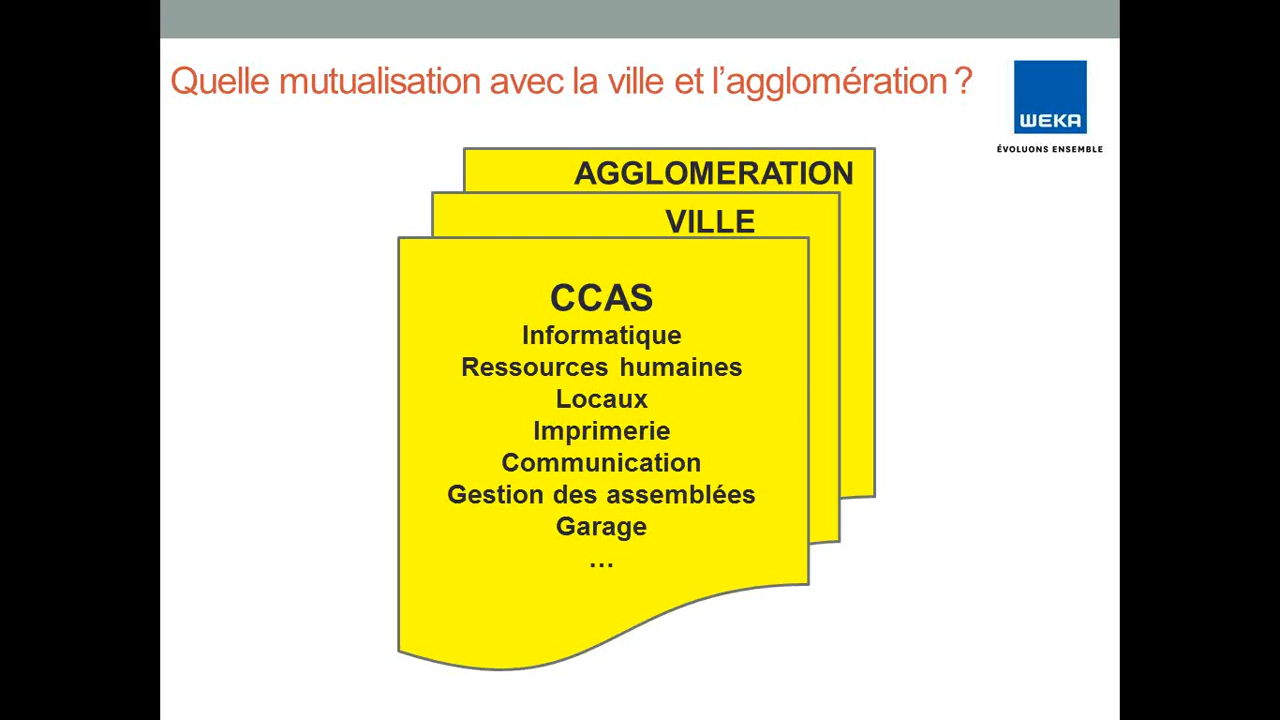 Quelle mutualisation avec la ville et l’agglomération ?
WEKA
ÉVOLUONS ENSEMBLE
AGGLOMERATION
VILLE
CCAS
Informatique
Ressources humaines
Locaux
Imprimerie
Communication
Gestion des assemblées
Garage
…